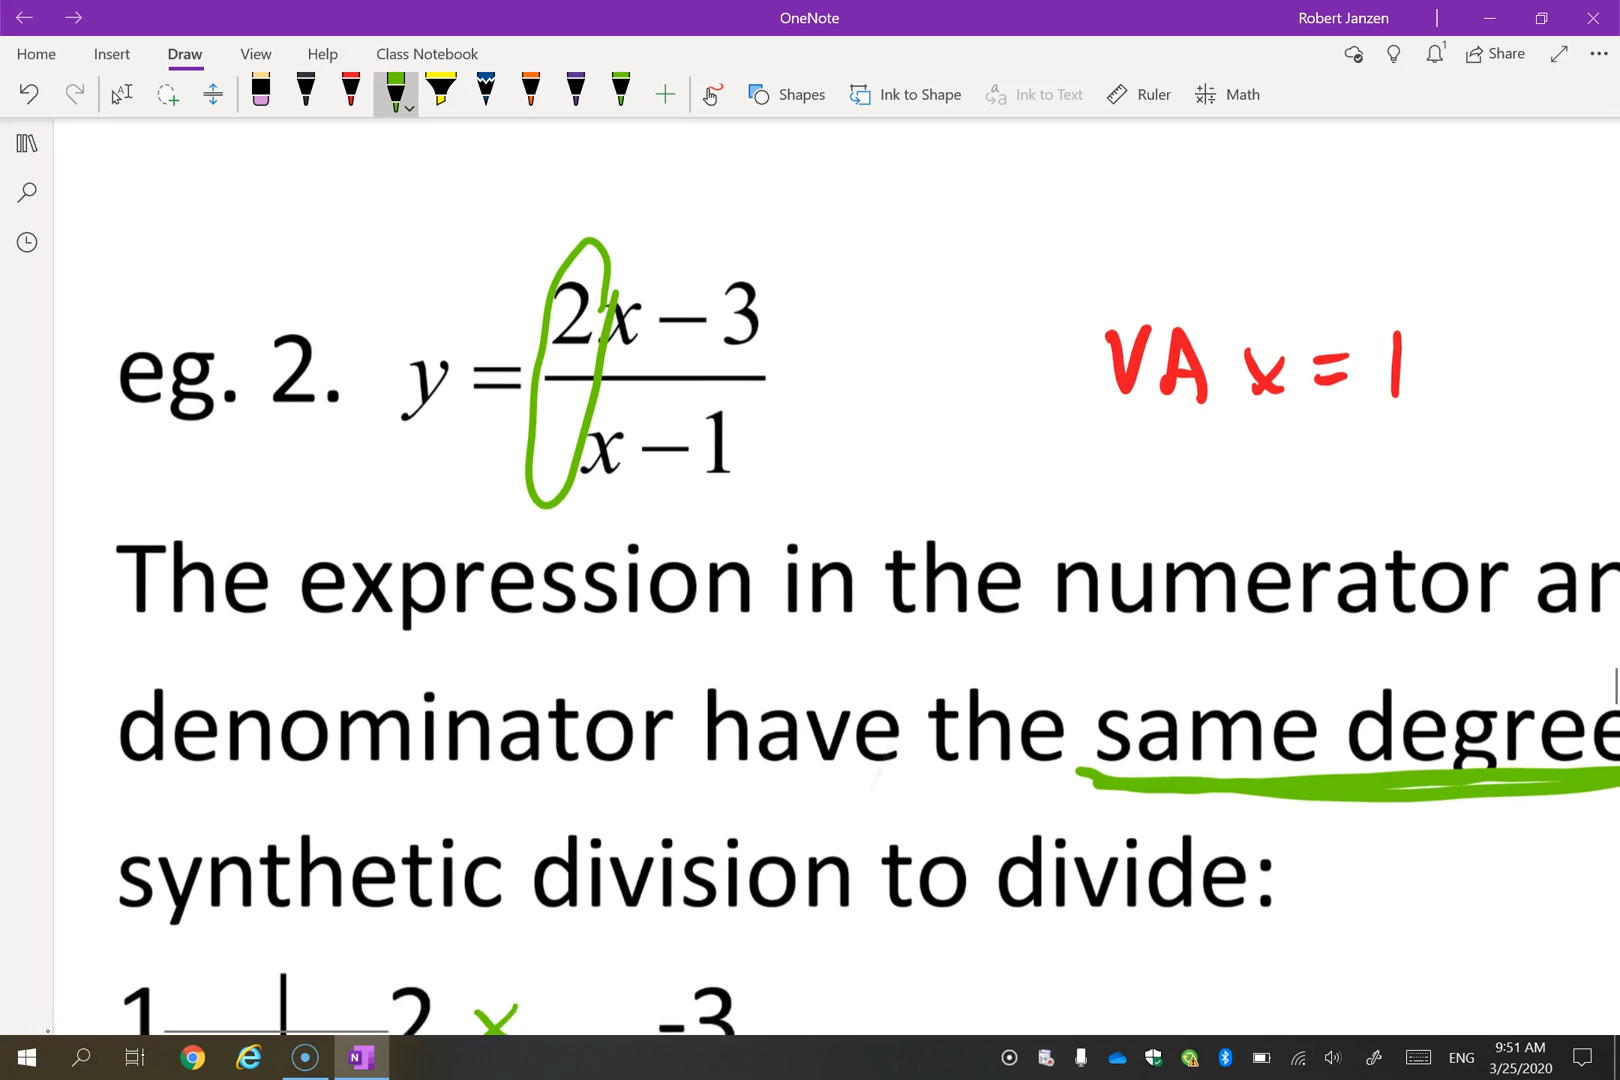 OneNote
Robert Janzen
Home Insert Draw View Help Class Notebook
1
Share
Shapes Ink to Shape Ink to Text Ruler Math
eg. 2. y = 2x − 3 / x − 1
VA x = 1
The expression in the numerator
denominator have the same degree
synthetic division to divide:
1 2 x -3
ENG
9:51 AM
3/25/2020